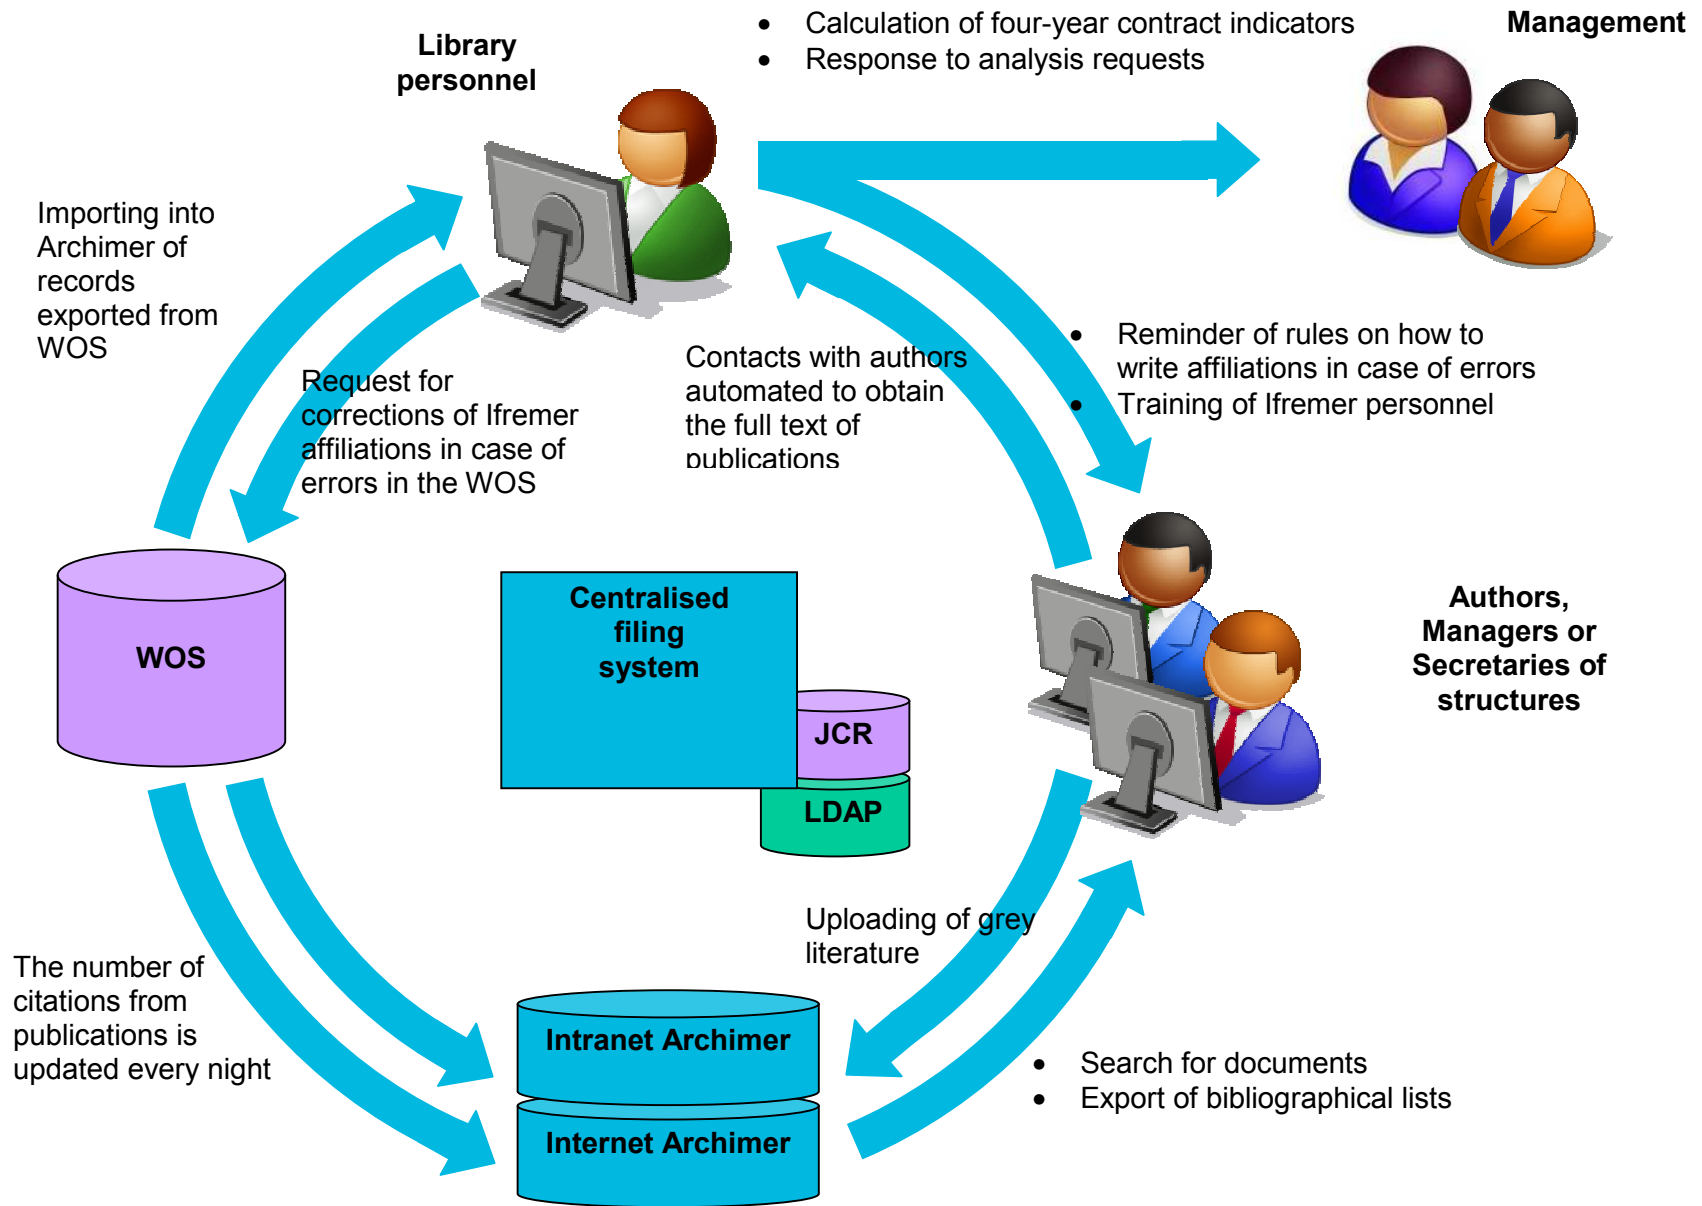 • Calculation of four-year contract indicators
• Response to analysis requests
Management
Library
personnel
Importing into
Archimer of
records
exported from
WOS
Request for
corrections of Ifremer
affiliations in case of
errors in the WOS
Contacts with authors
automated to obtain
the full text of
publications
• Reminder of rules on how to
write affiliations in case of errors
• Training of Ifremer personnel
WOS
Centralised
filing
system
JCR
LDAP
Authors,
Managers or
Secretaries of
structures
Uploading of grey
literature
The number of
citations from
publications is
updated every night
Intranet Archimer
Internet Archimer
• Search for documents
• Export of bibliographical lists